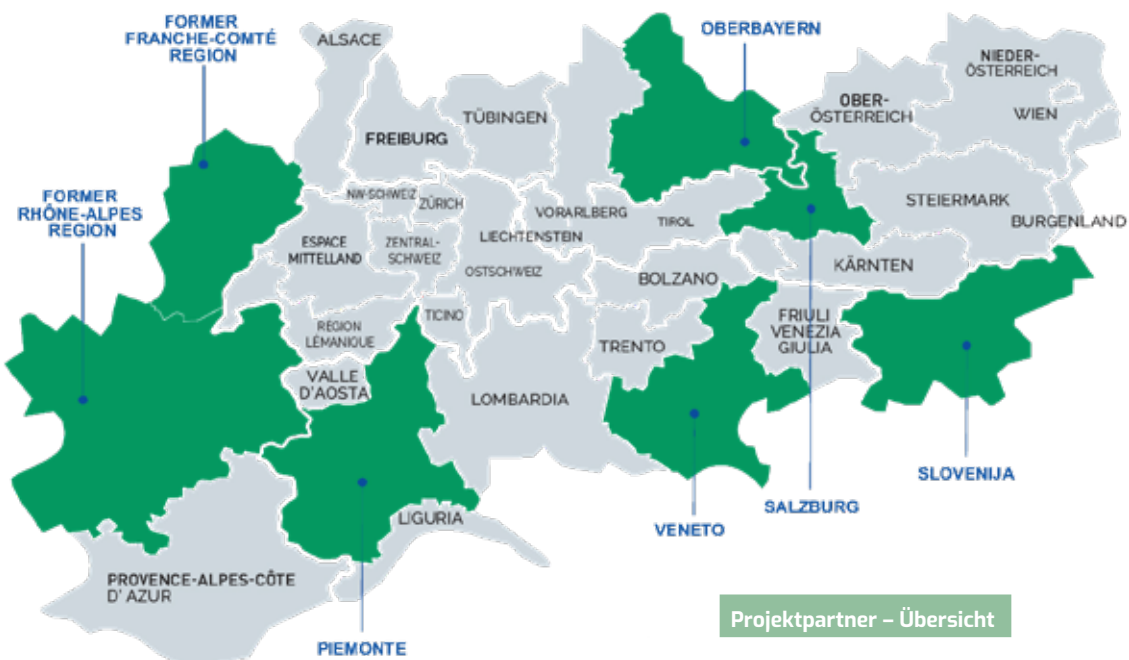 FORMER
FRANCHE-COMTÉ
REGION
ALSACE
OBERBAYERN
NIEDER-
ÖSTERREICH
OBER-
ÖSTERREICH
WIEN
TÜBINGEN
FREIBURG
FORMER
RHÔNE-ALPES
REGION
NW-SCHWEIZ
ZÜRICH
VORARLBERG
TIROL
STEIERMARK
BURGENLAND
LIECHTENSTEIN
ESPACE
MITTELLAND
ZENTRAL-
SCHWEIZ
OSTSCHWEIZ
BOLZANO
KÄRNTEN
TICINO
RÉGION
LÉMANIQUE
TRENTO
FRIULI
VENEZIA
GIULIA
VALLE
D'AOSTA
LOMBARDIA
SLOVENIJA
SALZBURG
VENETO
LIGURIA
PROVENCE-ALPES-CÔTE
D' AZUR
Projektpartner – Übersicht
PIEMONTE